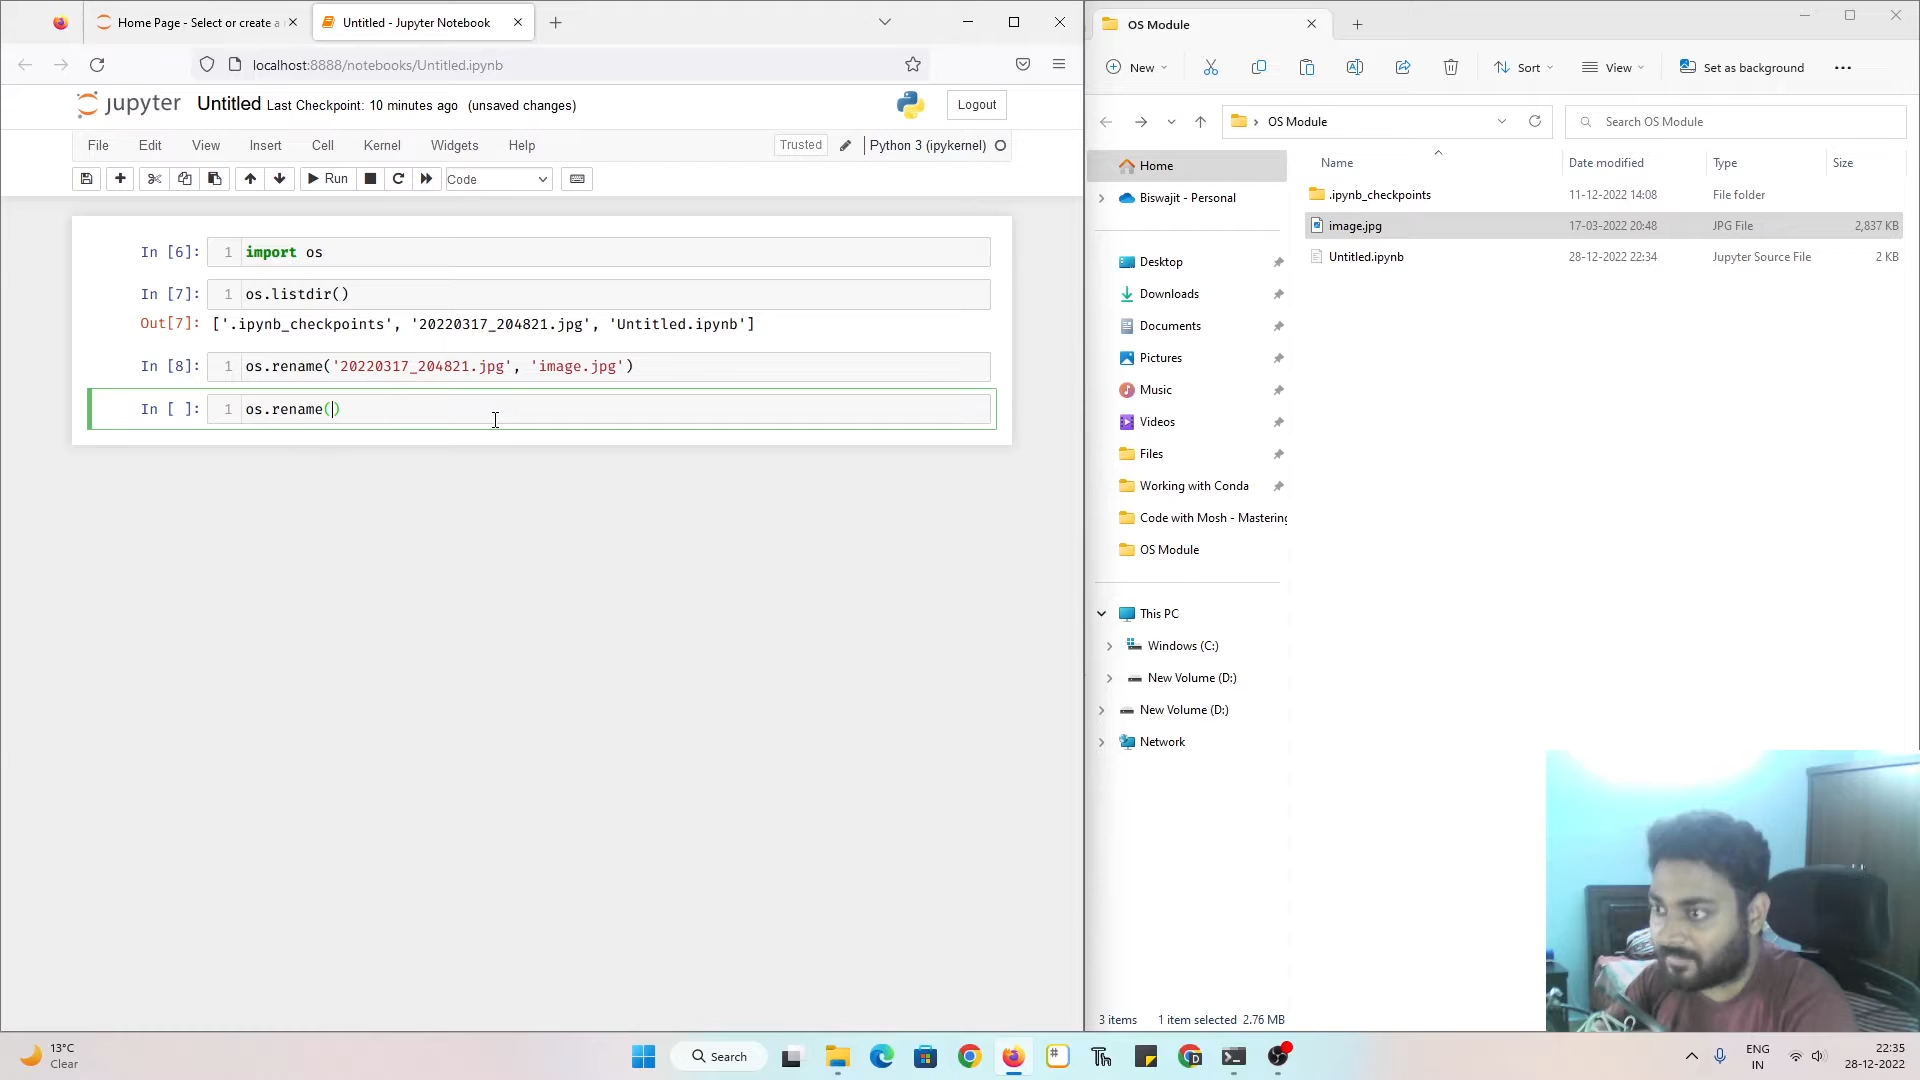 Home Page - Select or create a
Untitled - Jupyter Notebook
localhost:8888/notebooks/Untitled.ipynb
jupyter
Untitled Last Checkpoint: 10 minutes ago (unsaved changes)
Logout
File Edit View Insert Cell Kernel Widgets Help
Trusted
Python 3 (ipykernel)
Run
Code
In [6]: 1 import os
In [7]: 1 os.listdir()
Out[7]: ['.ipynb_checkpoints', '20220317_204821.jpg', 'Untitled.ipynb']
In [8]: 1 os.rename('20220317_204821.jpg', 'image.jpg')
In [ ]: 1 os.rename()
OS Module
New
Sort
View
Set as background
OS Module
Search OS Module
Name Date modified Type Size
.ipynb_checkpoints 11-12-2022 14:08 File folder
image.jpg 17-03-2022 20:48 JPG File 2,837 KB
Untitled.ipynb 28-12-2022 22:34 Jupyter Source File 2 KB
Home
Biswajit - Personal
Desktop
Downloads
Documents
Pictures
Music
Videos
Files
Working with Conda
Code with Mosh - Mastering
OS Module
This PC
Windows (C:)
New Volume (D:)
New Volume (D:)
Network
3 items 1 item selected 2.76 MB
13°C
Clear
Search
Th
ENG
IN
22:35
28-12-2022